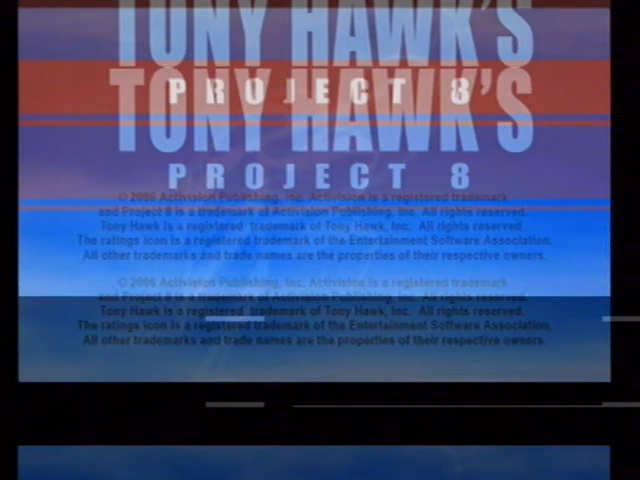 TONY HAWK'S
PROJECT 8
TONY HAWK'S
PROJECT 8
© 2006 Activision Publishing, Inc. Activision is a registered trademark
and Project 8 is a trademark of Activision Publishing, Inc. All rights reserved.
Tony Hawk is a registered trademark of Tony Hawk, Inc. All rights reserved.
The ratings icon is a registered trademark of the Entertainment Software Association.
All other trademarks and trade names are the properties of their respective owners.
© 2006 Activision Publishing, Inc. Activision is a registered trademark
and Project 8 is a trademark of Activision Publishing, Inc. All rights reserved.
Tony Hawk is a registered trademark of Tony Hawk, Inc. All rights reserved.
The ratings icon is a registered trademark of the Entertainment Software Association.
All other trademarks and trade names are the properties of their respective owners.